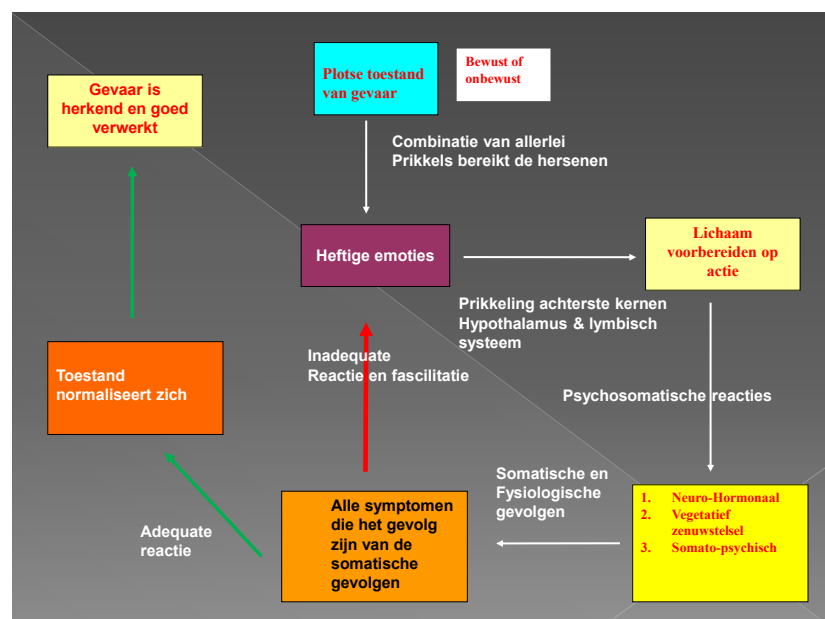 Plotse toestand
van gevaar
Bewust of
onbewust
Gevaar is
herkend en goed
verwerkt
Combinatie van allerlei
Prikkels bereikt de hersenen
Heftige emoties
Lichaam
voorbereiden op
actie
Prikkeling achterste kernen
Hypothalamus & lymbisch
systeem
Inadequate
Reactie en fascilitatie
Toestand
normaliseert zich
Psychosomatische reacties
Somatische en
Fysiologische
gevolgen
1. Neuro-Hormonaal
2. Vegetatief
zenuwstelsel
3. Somato-psychisch
Alle symptomen
die het gevolg
zijn van de
somatische
gevolgen
Adequate
reactie